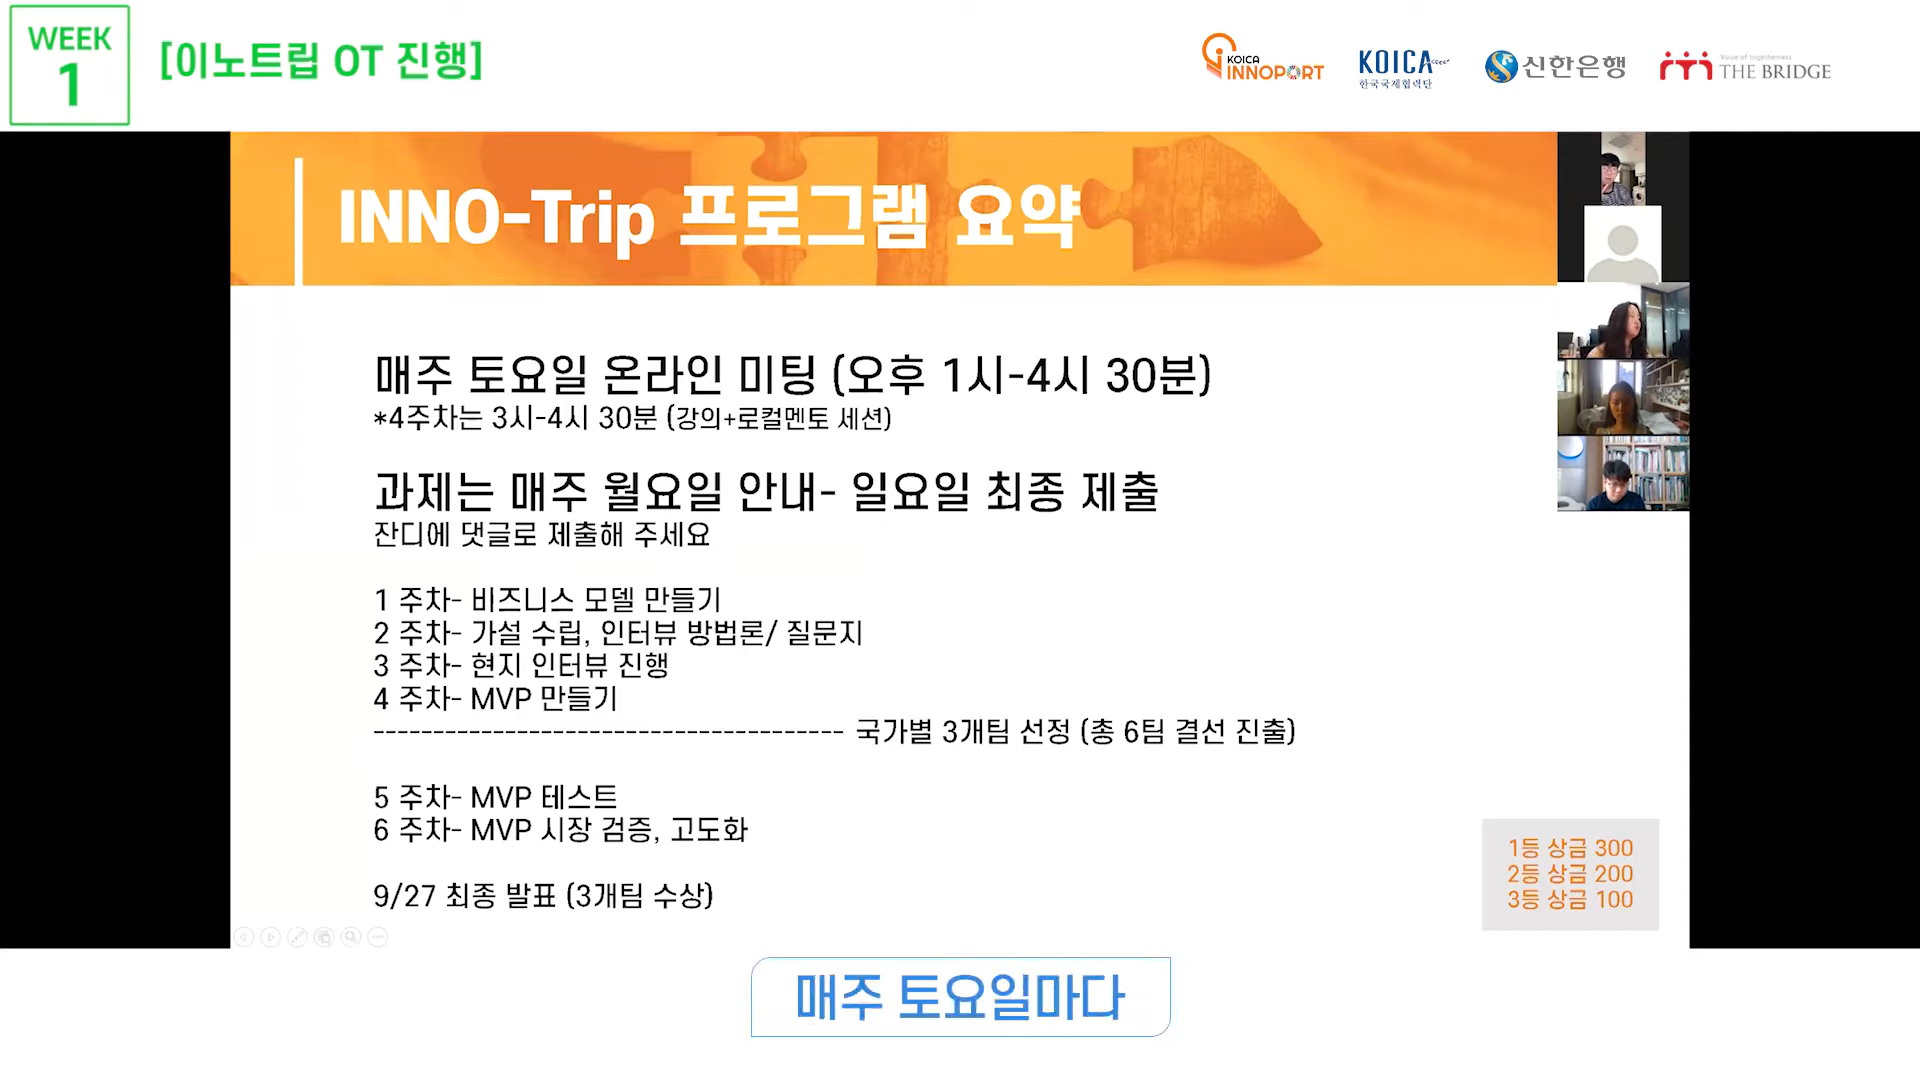 WEEK
1
[이노트립 OT 진행]
KOICA
INNOPORT
KOICA
한국국제협력단
신한은행
Value of togetherness
THE BRIDGE
INNO-Trip 프로그램 요약
매주 토요일 온라인 미팅 (오후 1시-4시 30분)
*4주차는 3시-4시 30분 (강의+로컬멘토 세션)
과제는 매주 월요일 안내- 일요일 최종 제출
잔디에 댓글로 제출해 주세요
1 주차- 비즈니스 모델 만들기
2 주차- 가설 수립, 인터뷰 방법론/ 질문지
3 주차- 현지 인터뷰 진행
4 주차- MVP 만들기
--------------------------------------- 국가별 3개팀 선정 (총 6팀 결선 진출)
5 주차- MVP 테스트
6 주차- MVP 시장 검증, 고도화
9/27 최종 발표 (3개팀 수상)
1등 상금 300
2등 상금 200
3등 상금 100
매주 토요일마다